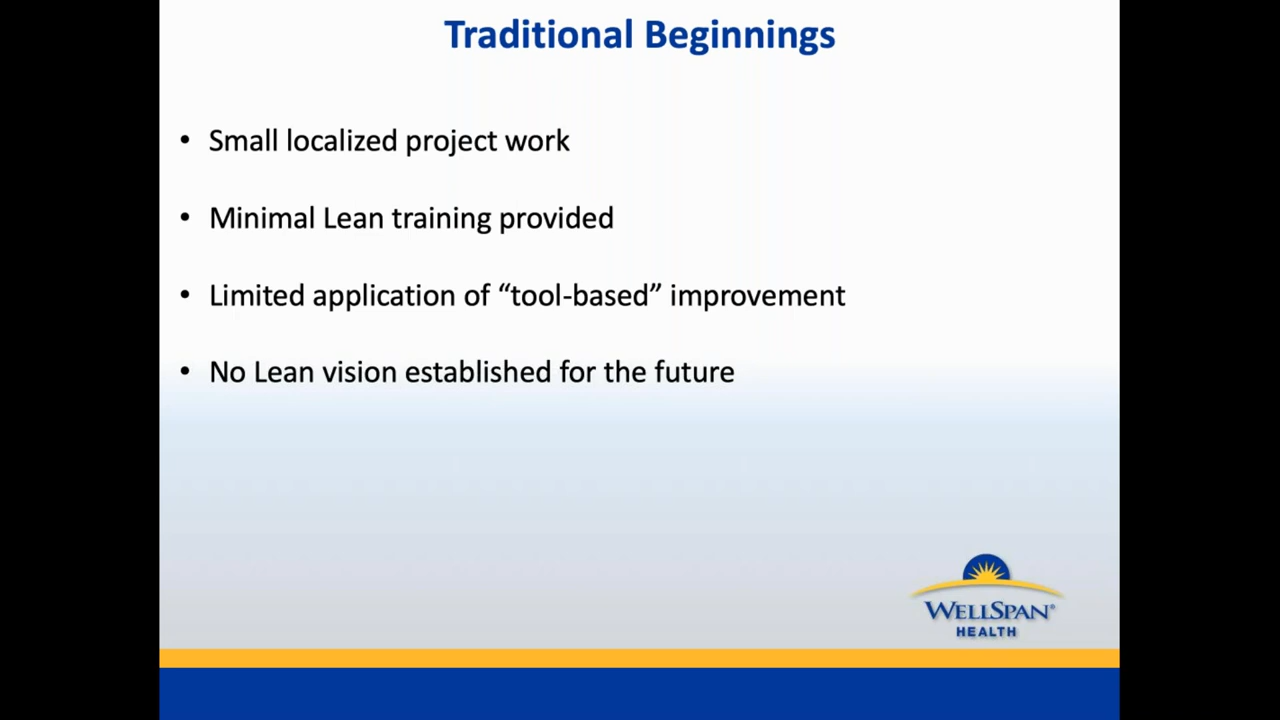 Traditional Beginnings
• Small localized project work
• Minimal Lean training provided
• Limited application of “tool-based” improvement
• No Lean vision established for the future
WELLSPAN®
HEALTH